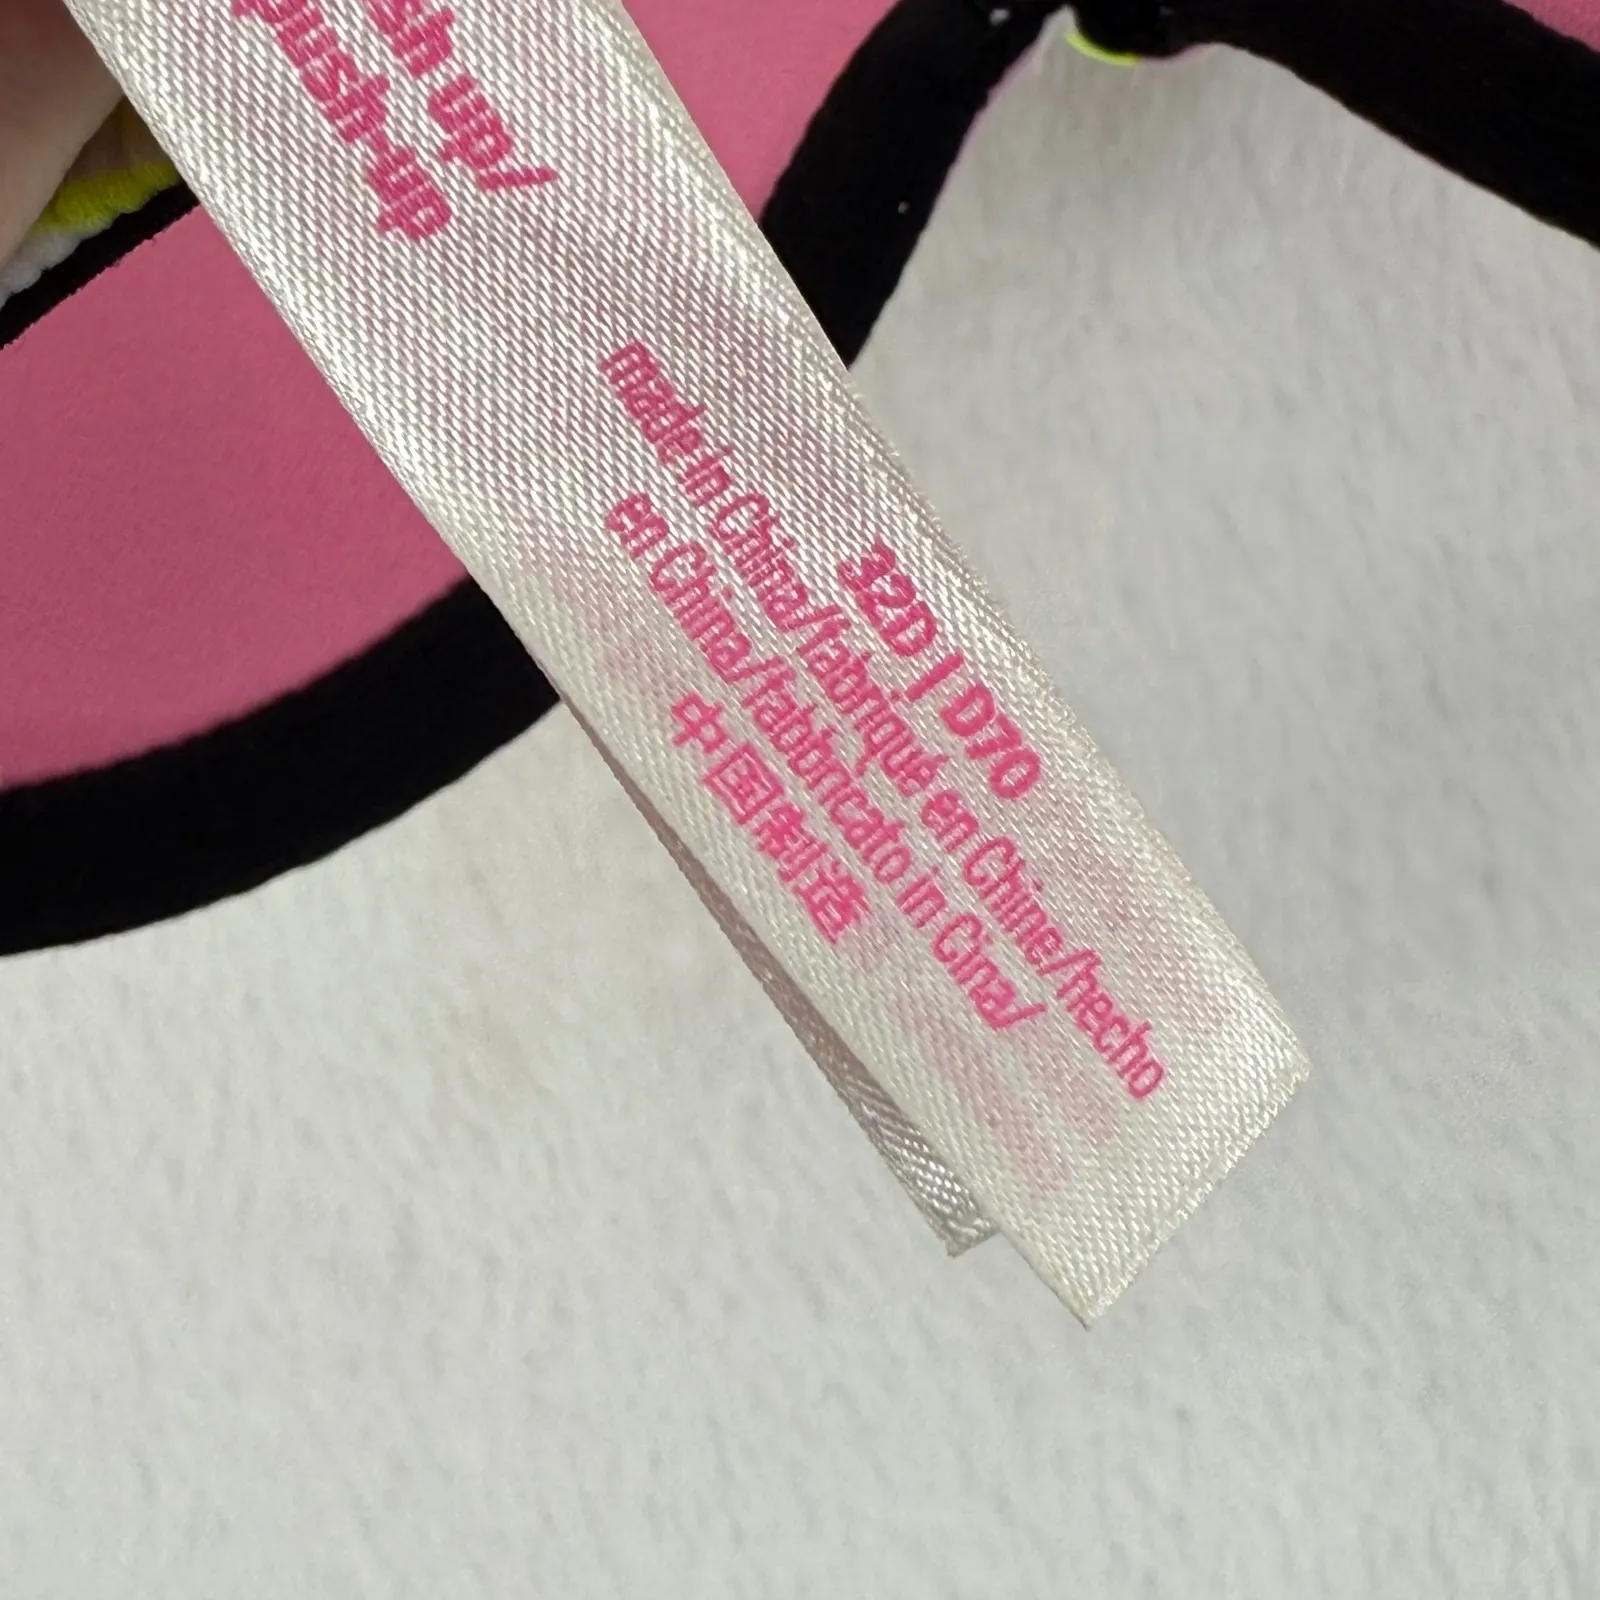 up/
push-up
32D | D70
made in China/fabriqué en Chine/hecho
en China/fabbricato in Cina/
中国制造